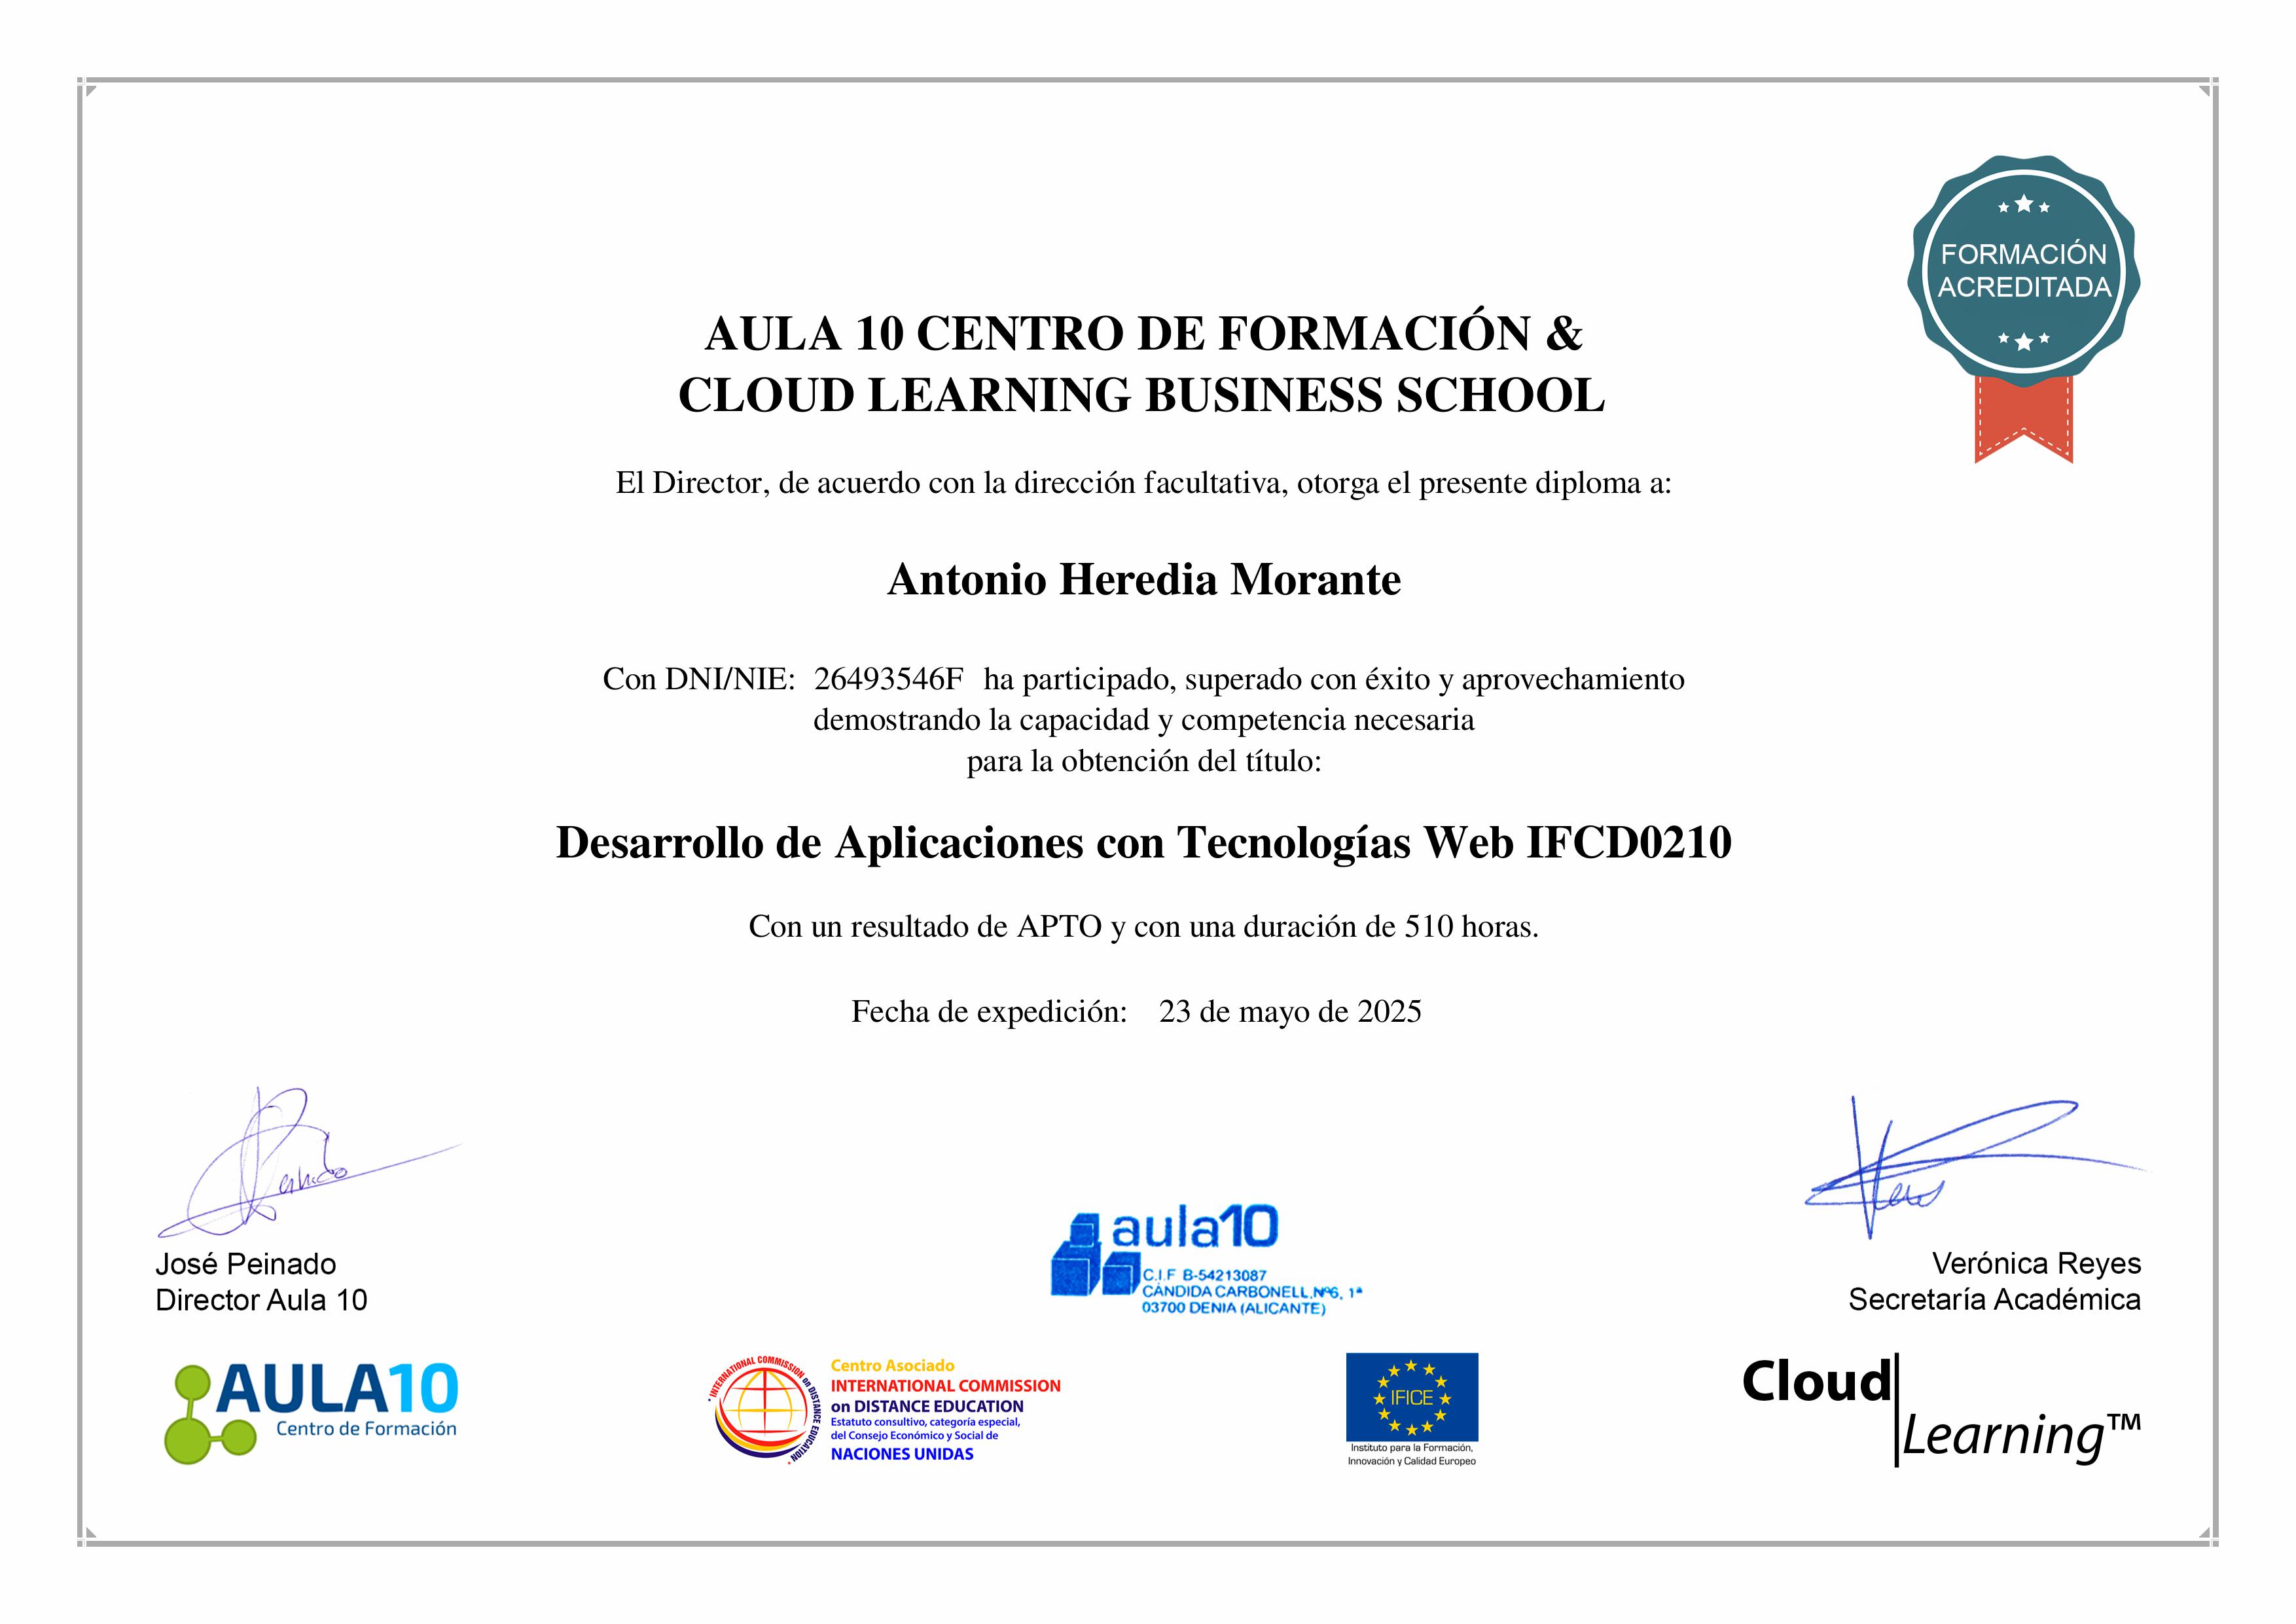 FORMACIÓN
ACREDITADA
AULA 10 CENTRO DE FORMACIÓN &
CLOUD LEARNING BUSINESS SCHOOL
El Director, de acuerdo con la dirección facultativa, otorga el presente diploma a:
Antonio Heredia Morante
Con DNI/NIE: 26493546F ha participado, superado con éxito y aprovechamiento
demostrando la capacidad y competencia necesaria
para la obtención del título:
Desarrollo de Aplicaciones con Tecnologías Web IFCD0210
Con un resultado de APTO y con una duración de 510 horas.
Fecha de expedición: 23 de mayo de 2025
José Peinado
Director Aula 10
aula10
C.I.F B-54213087
CÁNDIDA CARBONELL,Nº6, 1ª
03700 DENIA (ALICANTE)
Verónica Reyes
Secretaría Académica
AULA10
Centro de Formación
* INTERNATIONAL COMMISSION on DISTANCE EDUCATION *
Centro Asociado
INTERNATIONAL COMMISSION
on DISTANCE EDUCATION
Estatuto consultivo, categoría especial,
del Consejo Económico y Social de
NACIONES UNIDAS
IFICE
Instituto para la Formación,
Innovación y Calidad Europeo
Cloud
Learning™